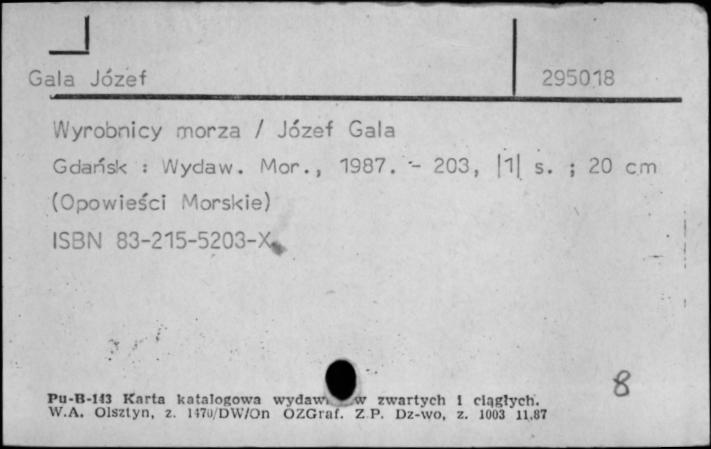 Gala Józef 295018
Wyrobnicy morza / Józef Gala
Gdańsk : Wydaw. Mor., 1987. - 203, |1| s. ; 20 cm
(Opowieści Morskie)
ISBN 83-215-5203-X
8
Pu-B-143 Karta katalogowa zwartych i ciągłych.
W.A. Olsztyn, z. 1470/DW/On OZGraf. Z.P. Dz-wo, z. 1003 11.87